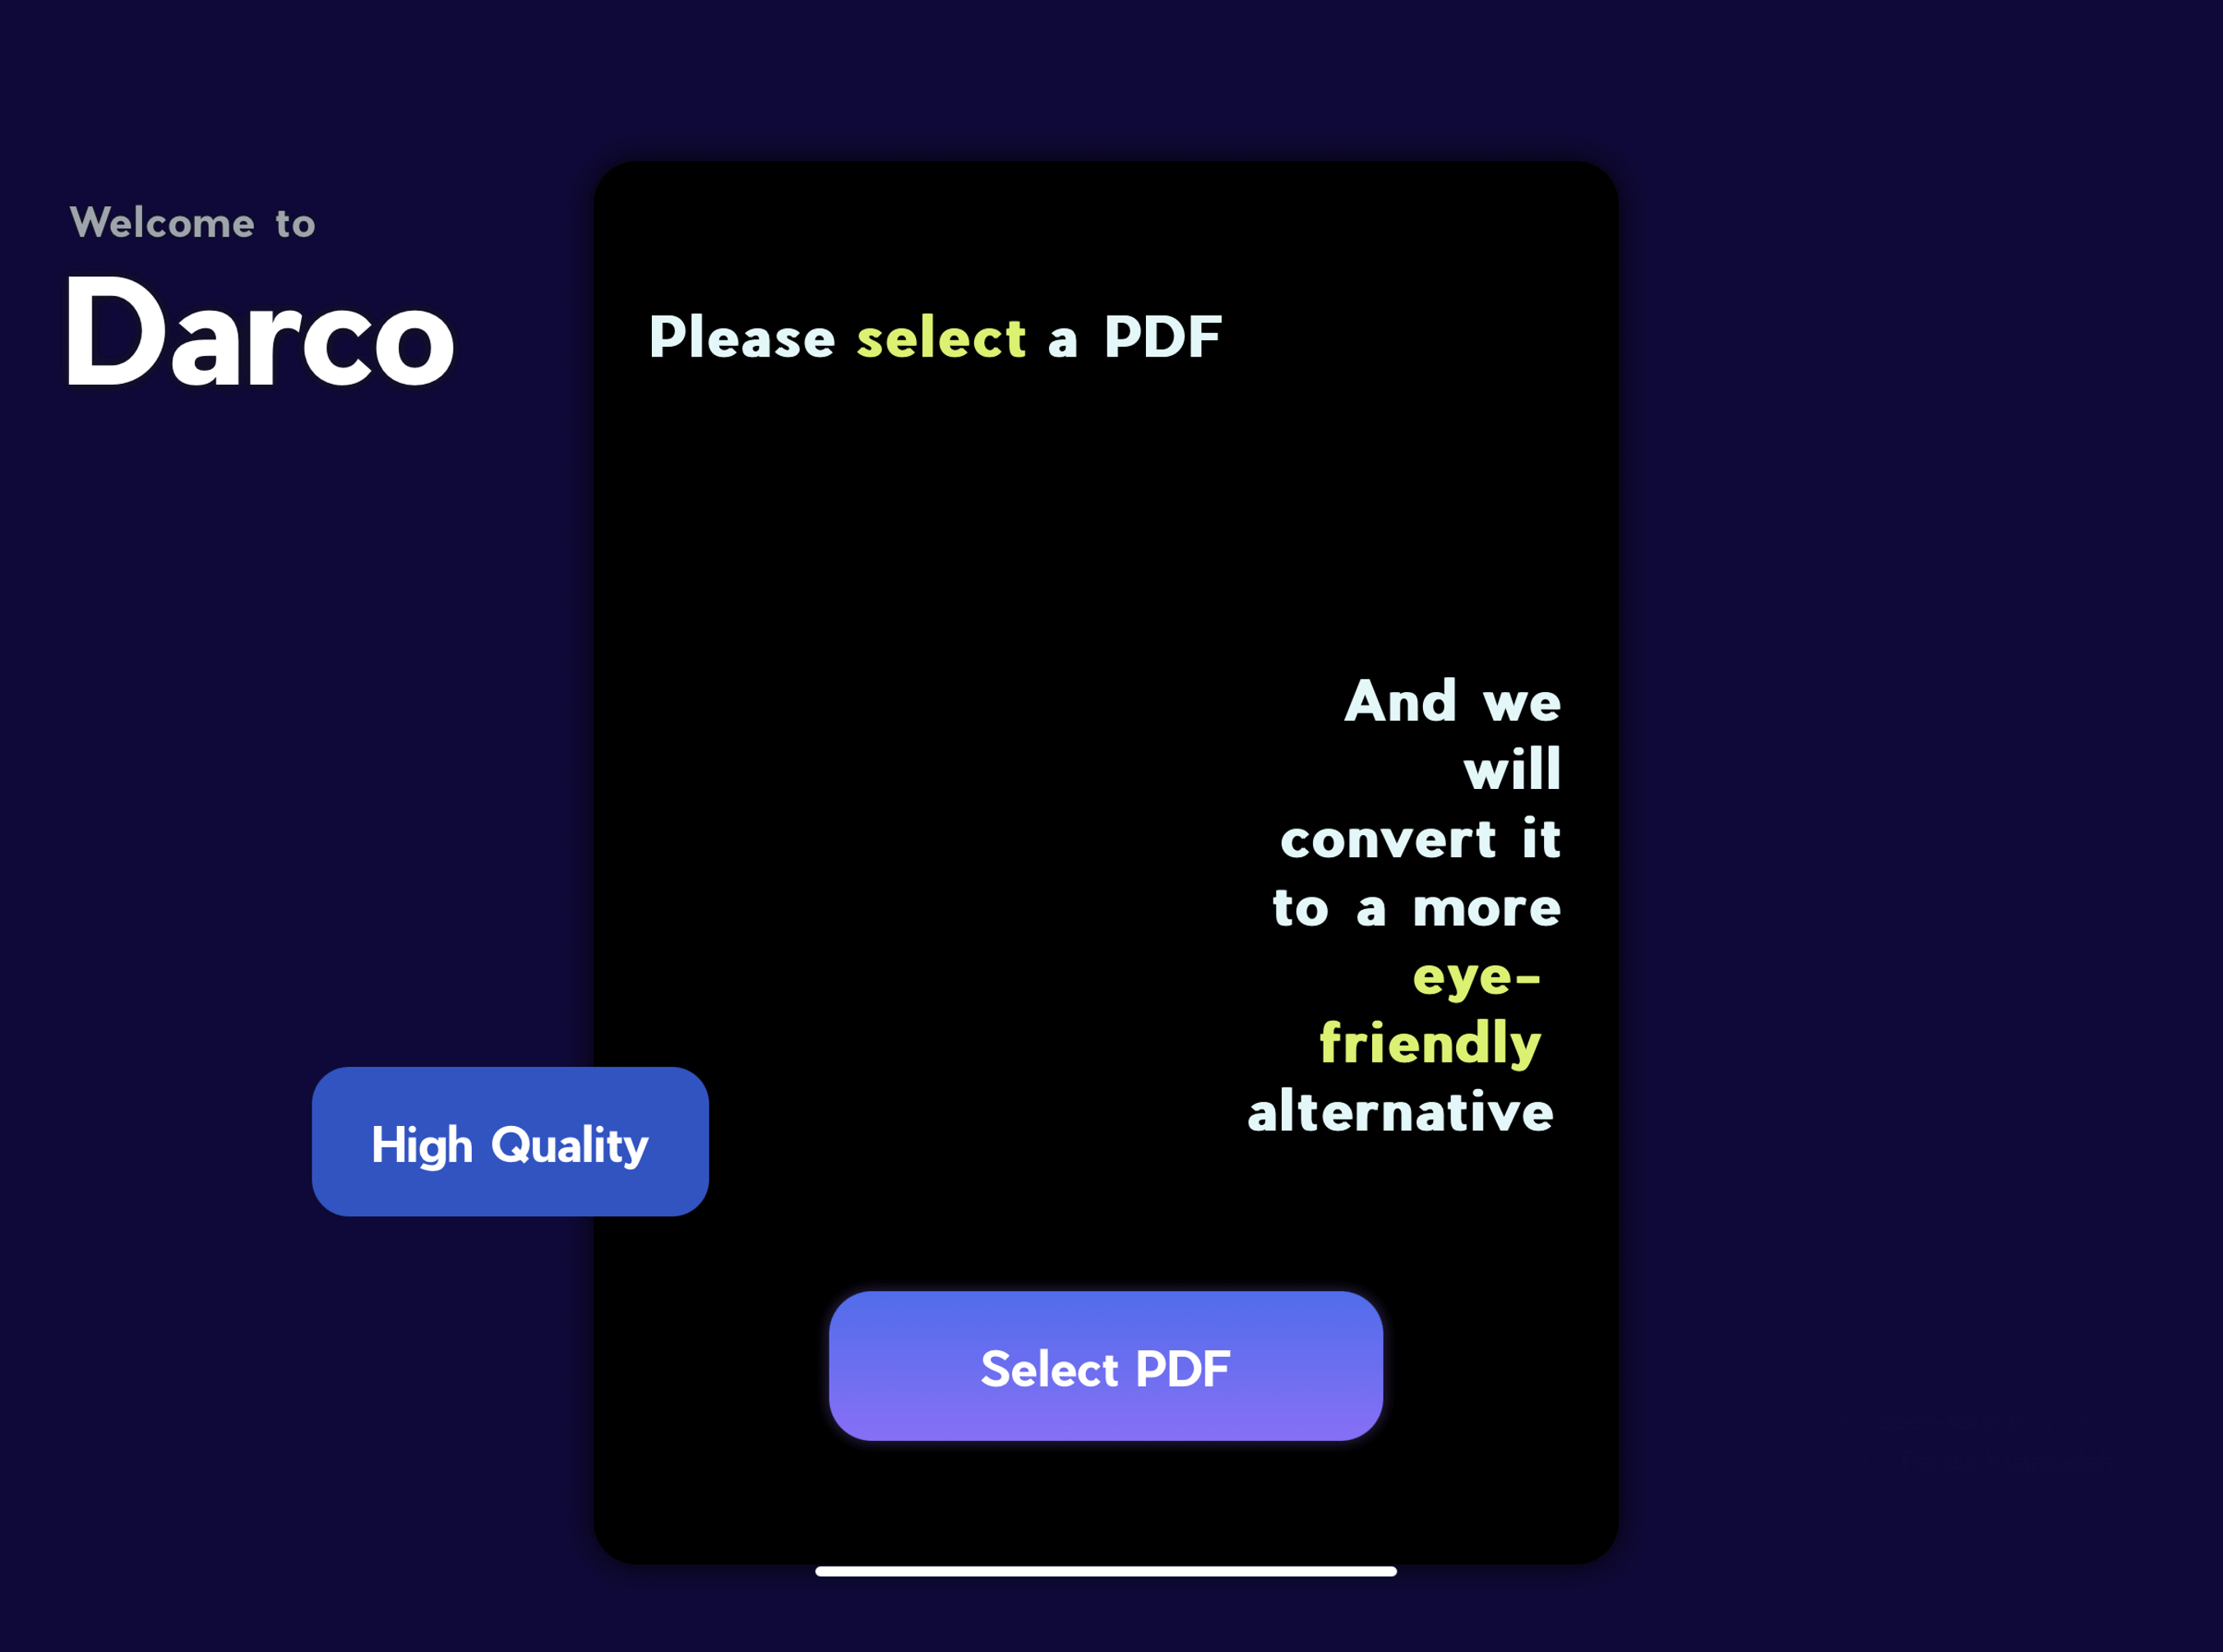 Welcome to
Darco
Please select a PDF
And we
will
convert it
to a more
eye-
friendly
alternative
High Quality
Select PDF